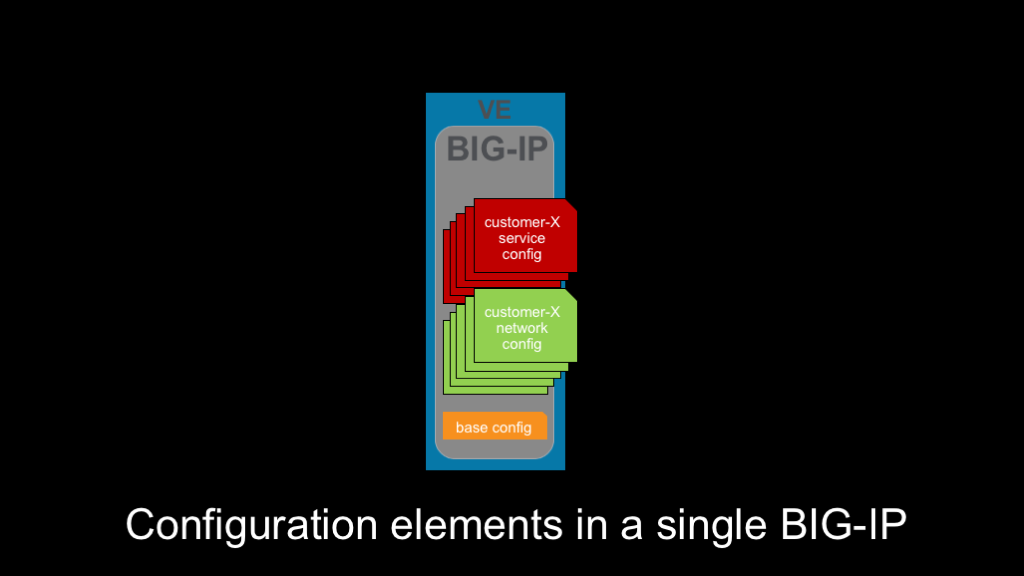 VE
BIG-IP
customer-X
service
config
customer-X
network
config
base config
Configuration elements in a single BIG-IP